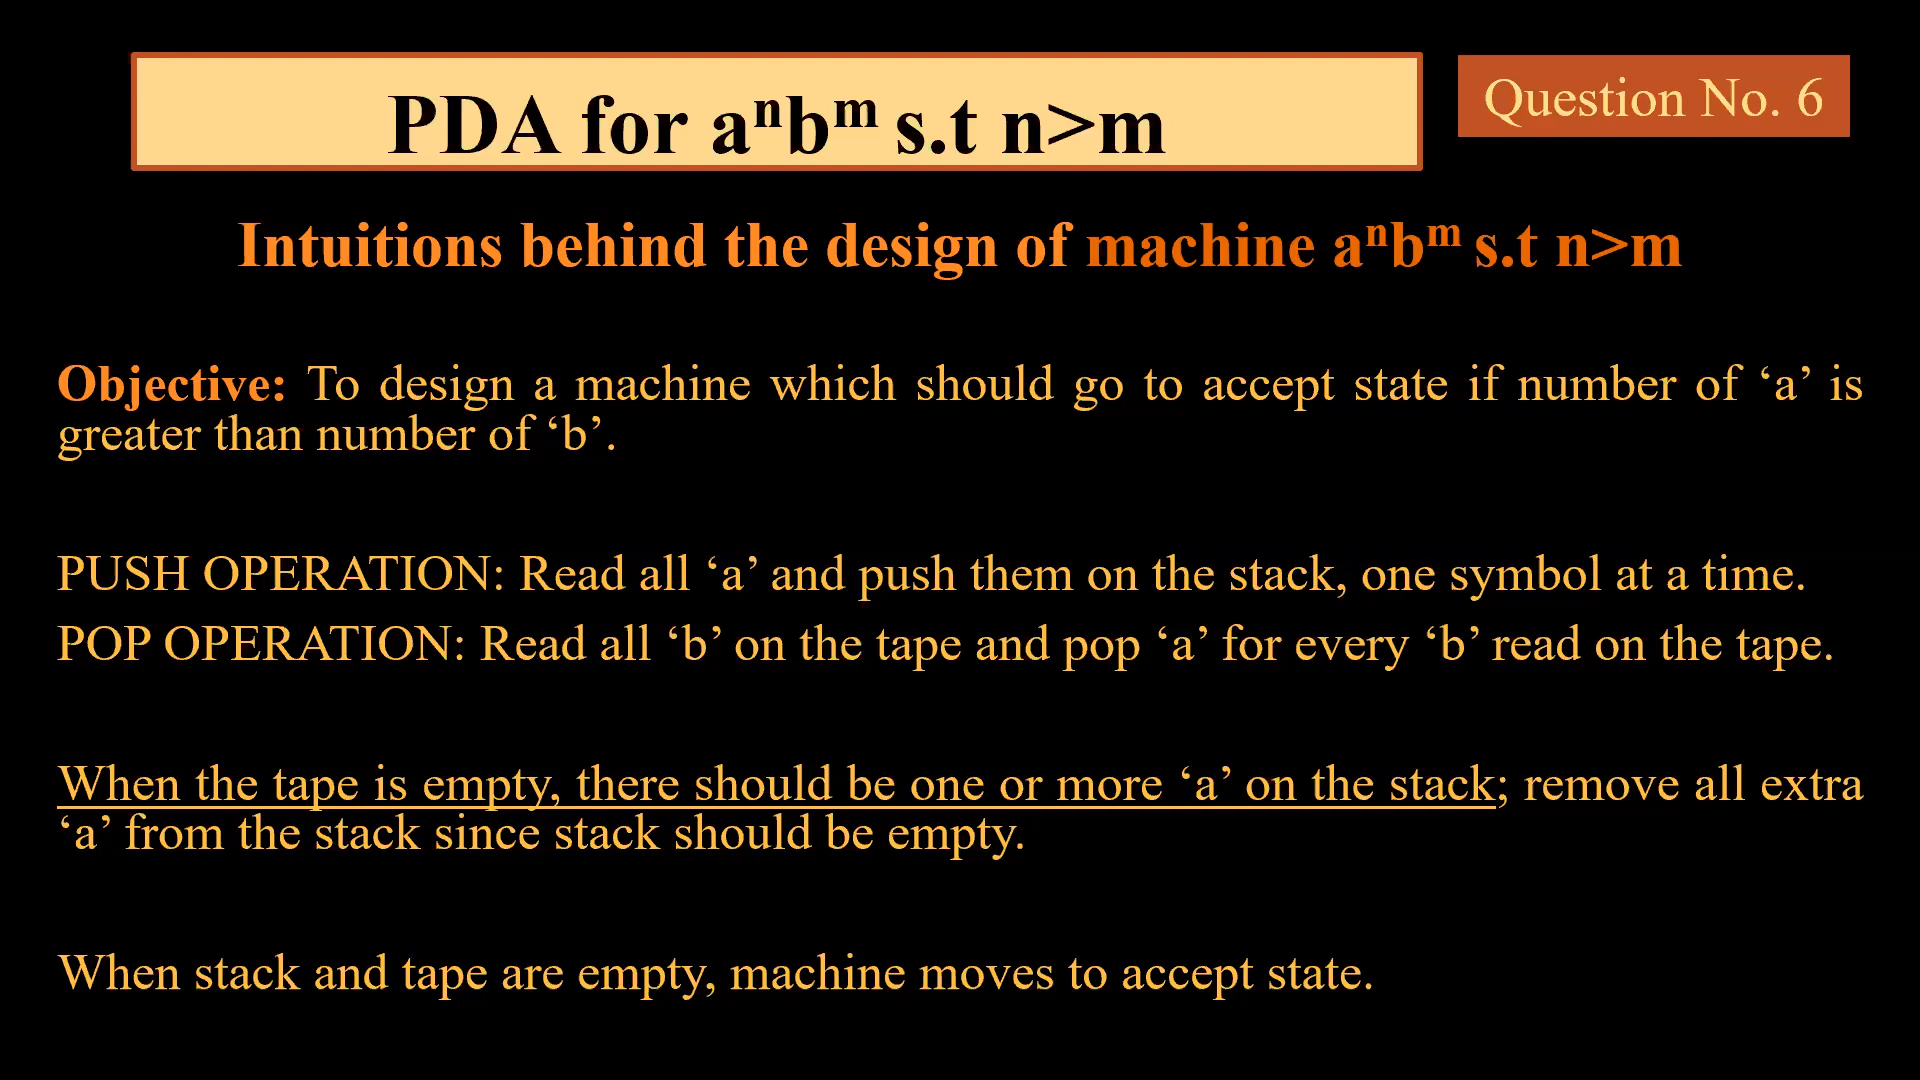 PDA for aⁿbᵐ s.t n>m
Question No. 6
Intuitions behind the design of machine aⁿbᵐ s.t n>m
Objective: To design a machine which should go to accept state if number of ‘a’ is
greater than number of ‘b’.
PUSH OPERATION: Read all ‘a’ and push them on the stack, one symbol at a time.
POP OPERATION: Read all ‘b’ on the tape and pop ‘a’ for every ‘b’ read on the tape.
When the tape is empty, there should be one or more ‘a’ on the stack; remove all extra
‘a’ from the stack since stack should be empty.
When stack and tape are empty, machine moves to accept state.